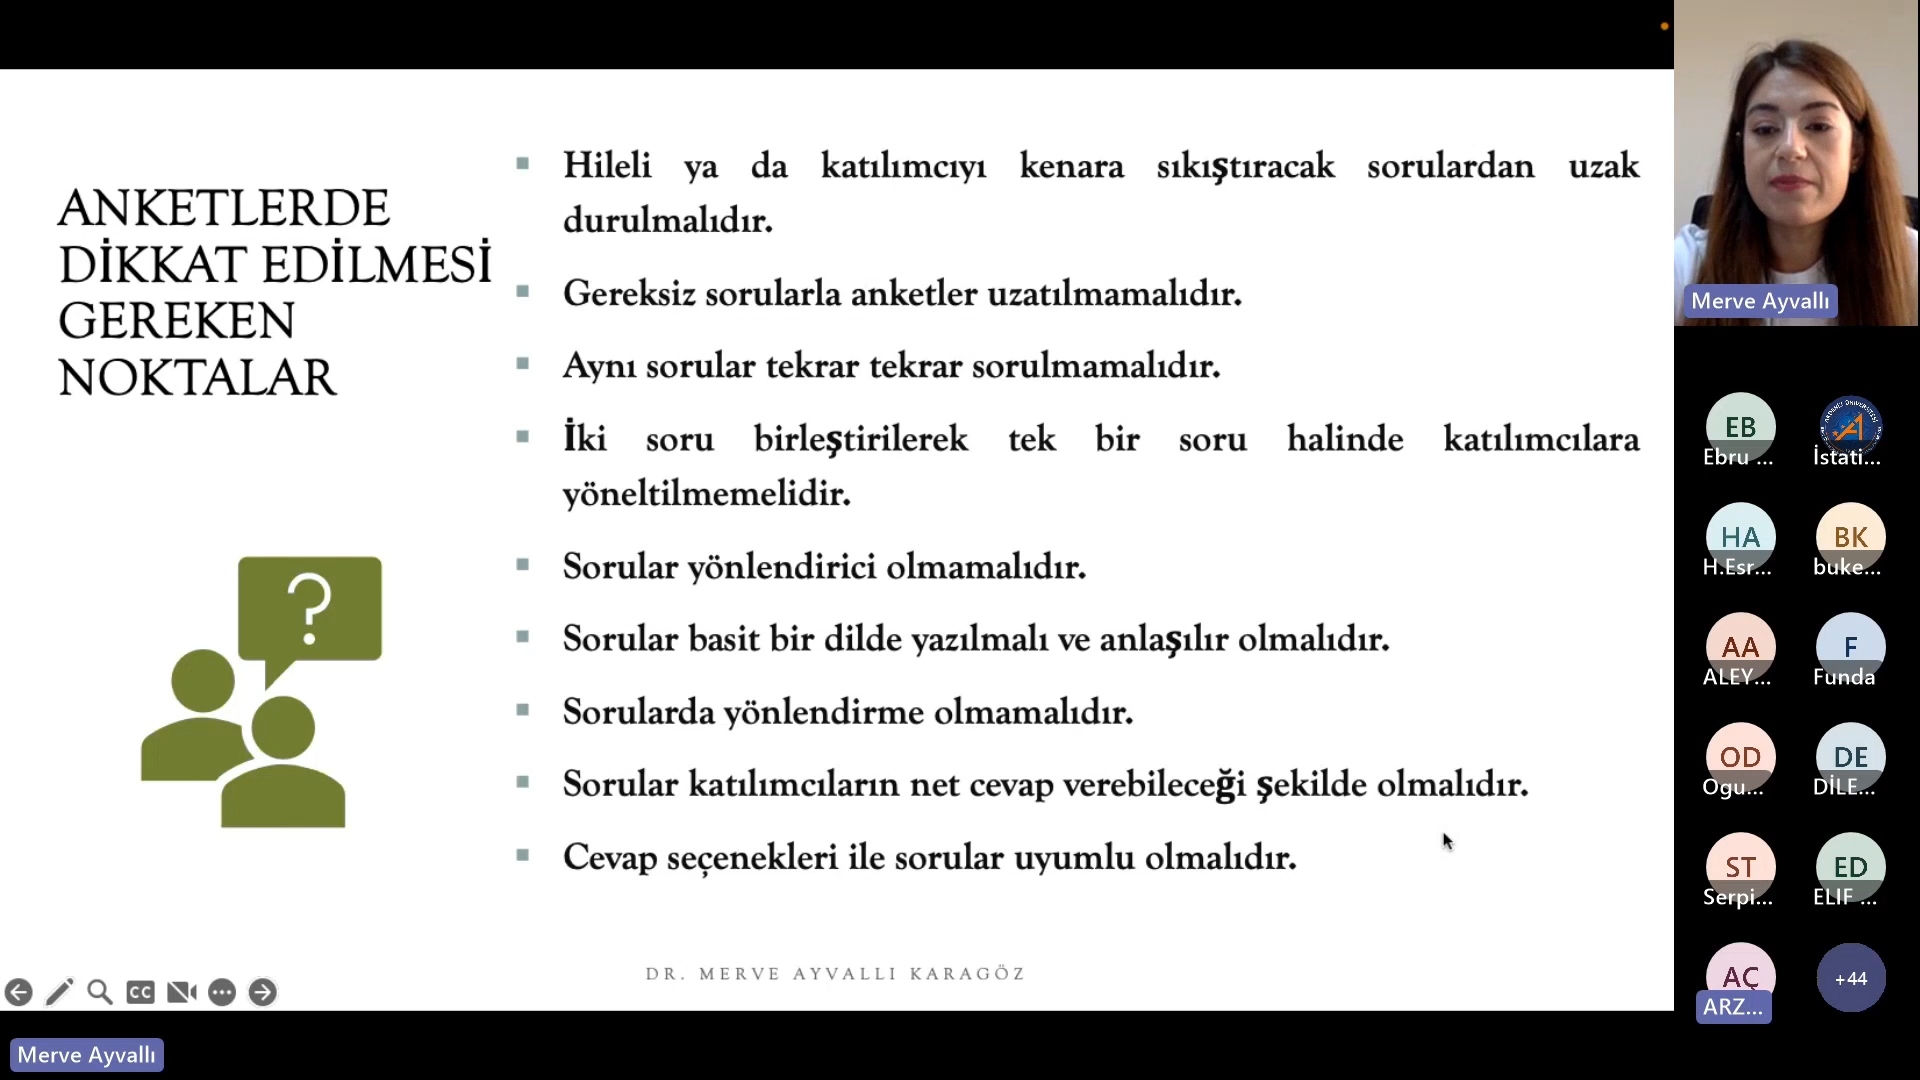 ANKETLERDE
DİKKAT EDİLMESİ
GEREKEN
NOKTALAR
Hileli ya da katılımcıyı kenara sıkıştıracak sorulardan uzak
durulmalıdır.
Gereksiz sorularla anketler uzatılmamalıdır.
Aynı sorular tekrar tekrar sorulmamalıdır.
İki soru birleştirilerek tek bir soru halinde katılımcılara
yöneltilmemelidir.
Sorular yönlendirici olmamalıdır.
Sorular basit bir dilde yazılmalı ve anlaşılır olmalıdır.
Sorularda yönlendirme olmamalıdır.
Sorular katılımcıların net cevap verebileceği şekilde olmalıdır.
Cevap seçenekleri ile sorular uyumlu olmalıdır.
?
DR. MERVE AYVALLI KARAGÖZ
CC
Merve Ayvallı
Merve Ayvallı
EB
Ebru ...
İstati...
HA
H.Esr...
BK
buke...
AA
ALEY...
F
Funda
OD
Ogu...
DE
DİLE...
ST
Serpi...
ED
ELIF ...
AÇ
ARZ...
+44